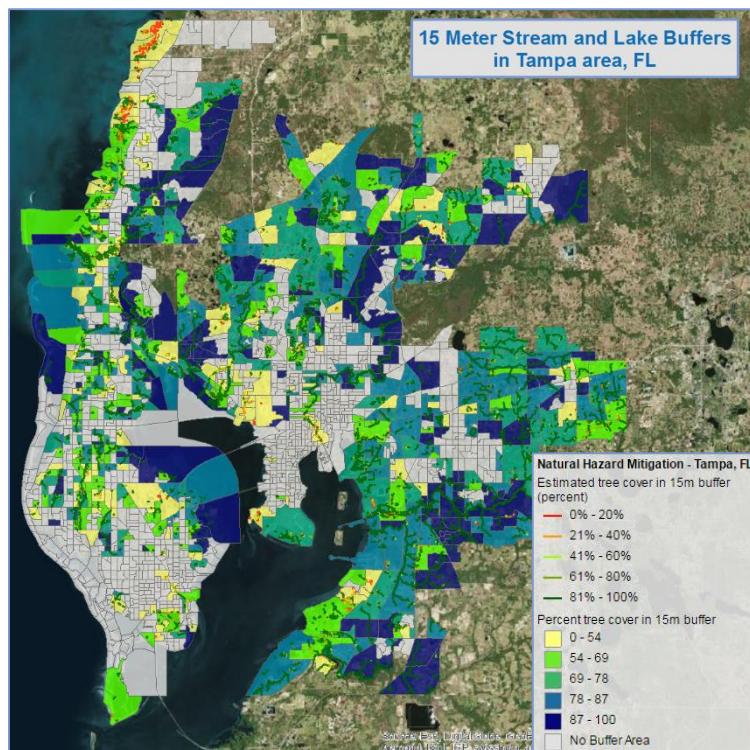 15 Meter Stream and Lake Buffers
in Tampa area, FL
Natural Hazard Mitigation - Tampa, FL
Estimated tree cover in 15m buffer
(percent)
0% - 20%
21% - 40%
41% - 60%
61% - 80%
81% - 100%
Percent tree cover in 15m buffer
0 - 54
54 - 69
69 - 78
78 - 87
87 - 100
No Buffer Area